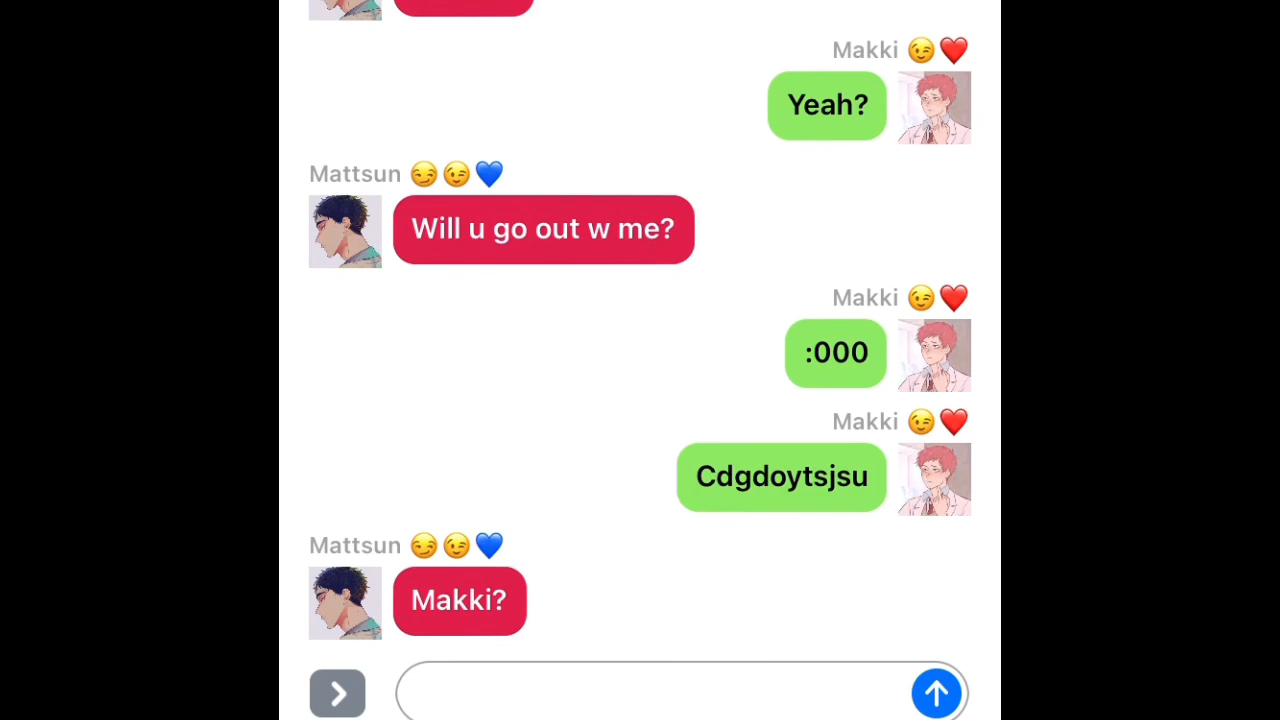 Makki 😉❤️
Yeah?
Mattsun 😏😉💙
Will u go out w me?
Makki 😉❤️
:000
Makki 😉❤️
Cdgdoytsjsu
Mattsun 😏😉💙
Makki?